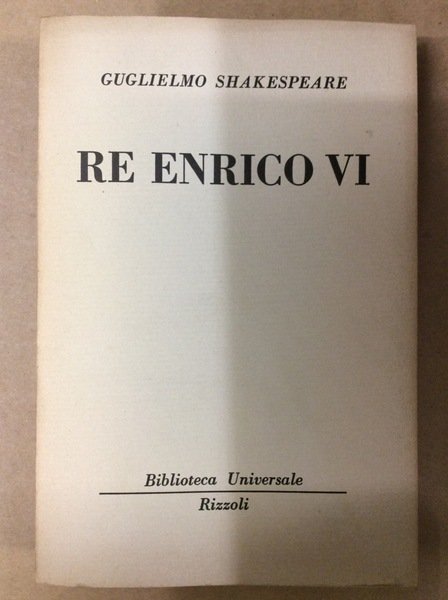 GUGLIELMO SHAKESPEARE
RE ENRICO VI
Biblioteca Universale
Rizzoli